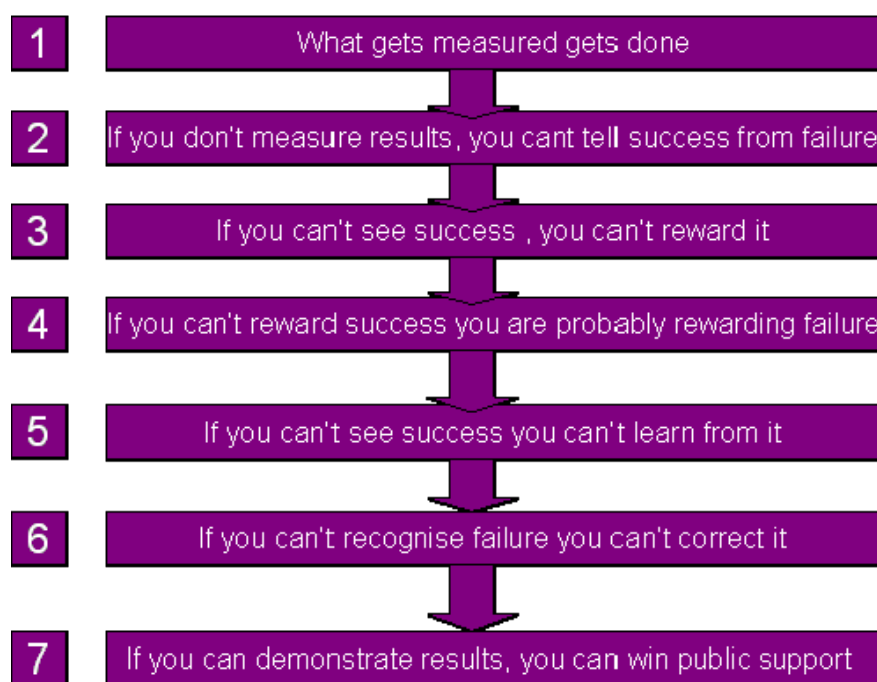 1 What gets measured gets done
2 If you don't measure results, you cant tell success from failure
3 If you can't see success , you can't reward it
4 If you can't reward success you are probably rewarding failure
5 If you can't see success you can't learn from it
6 If you can't recognise failure you can't correct it
7 If you can demonstrate results, you can win public support